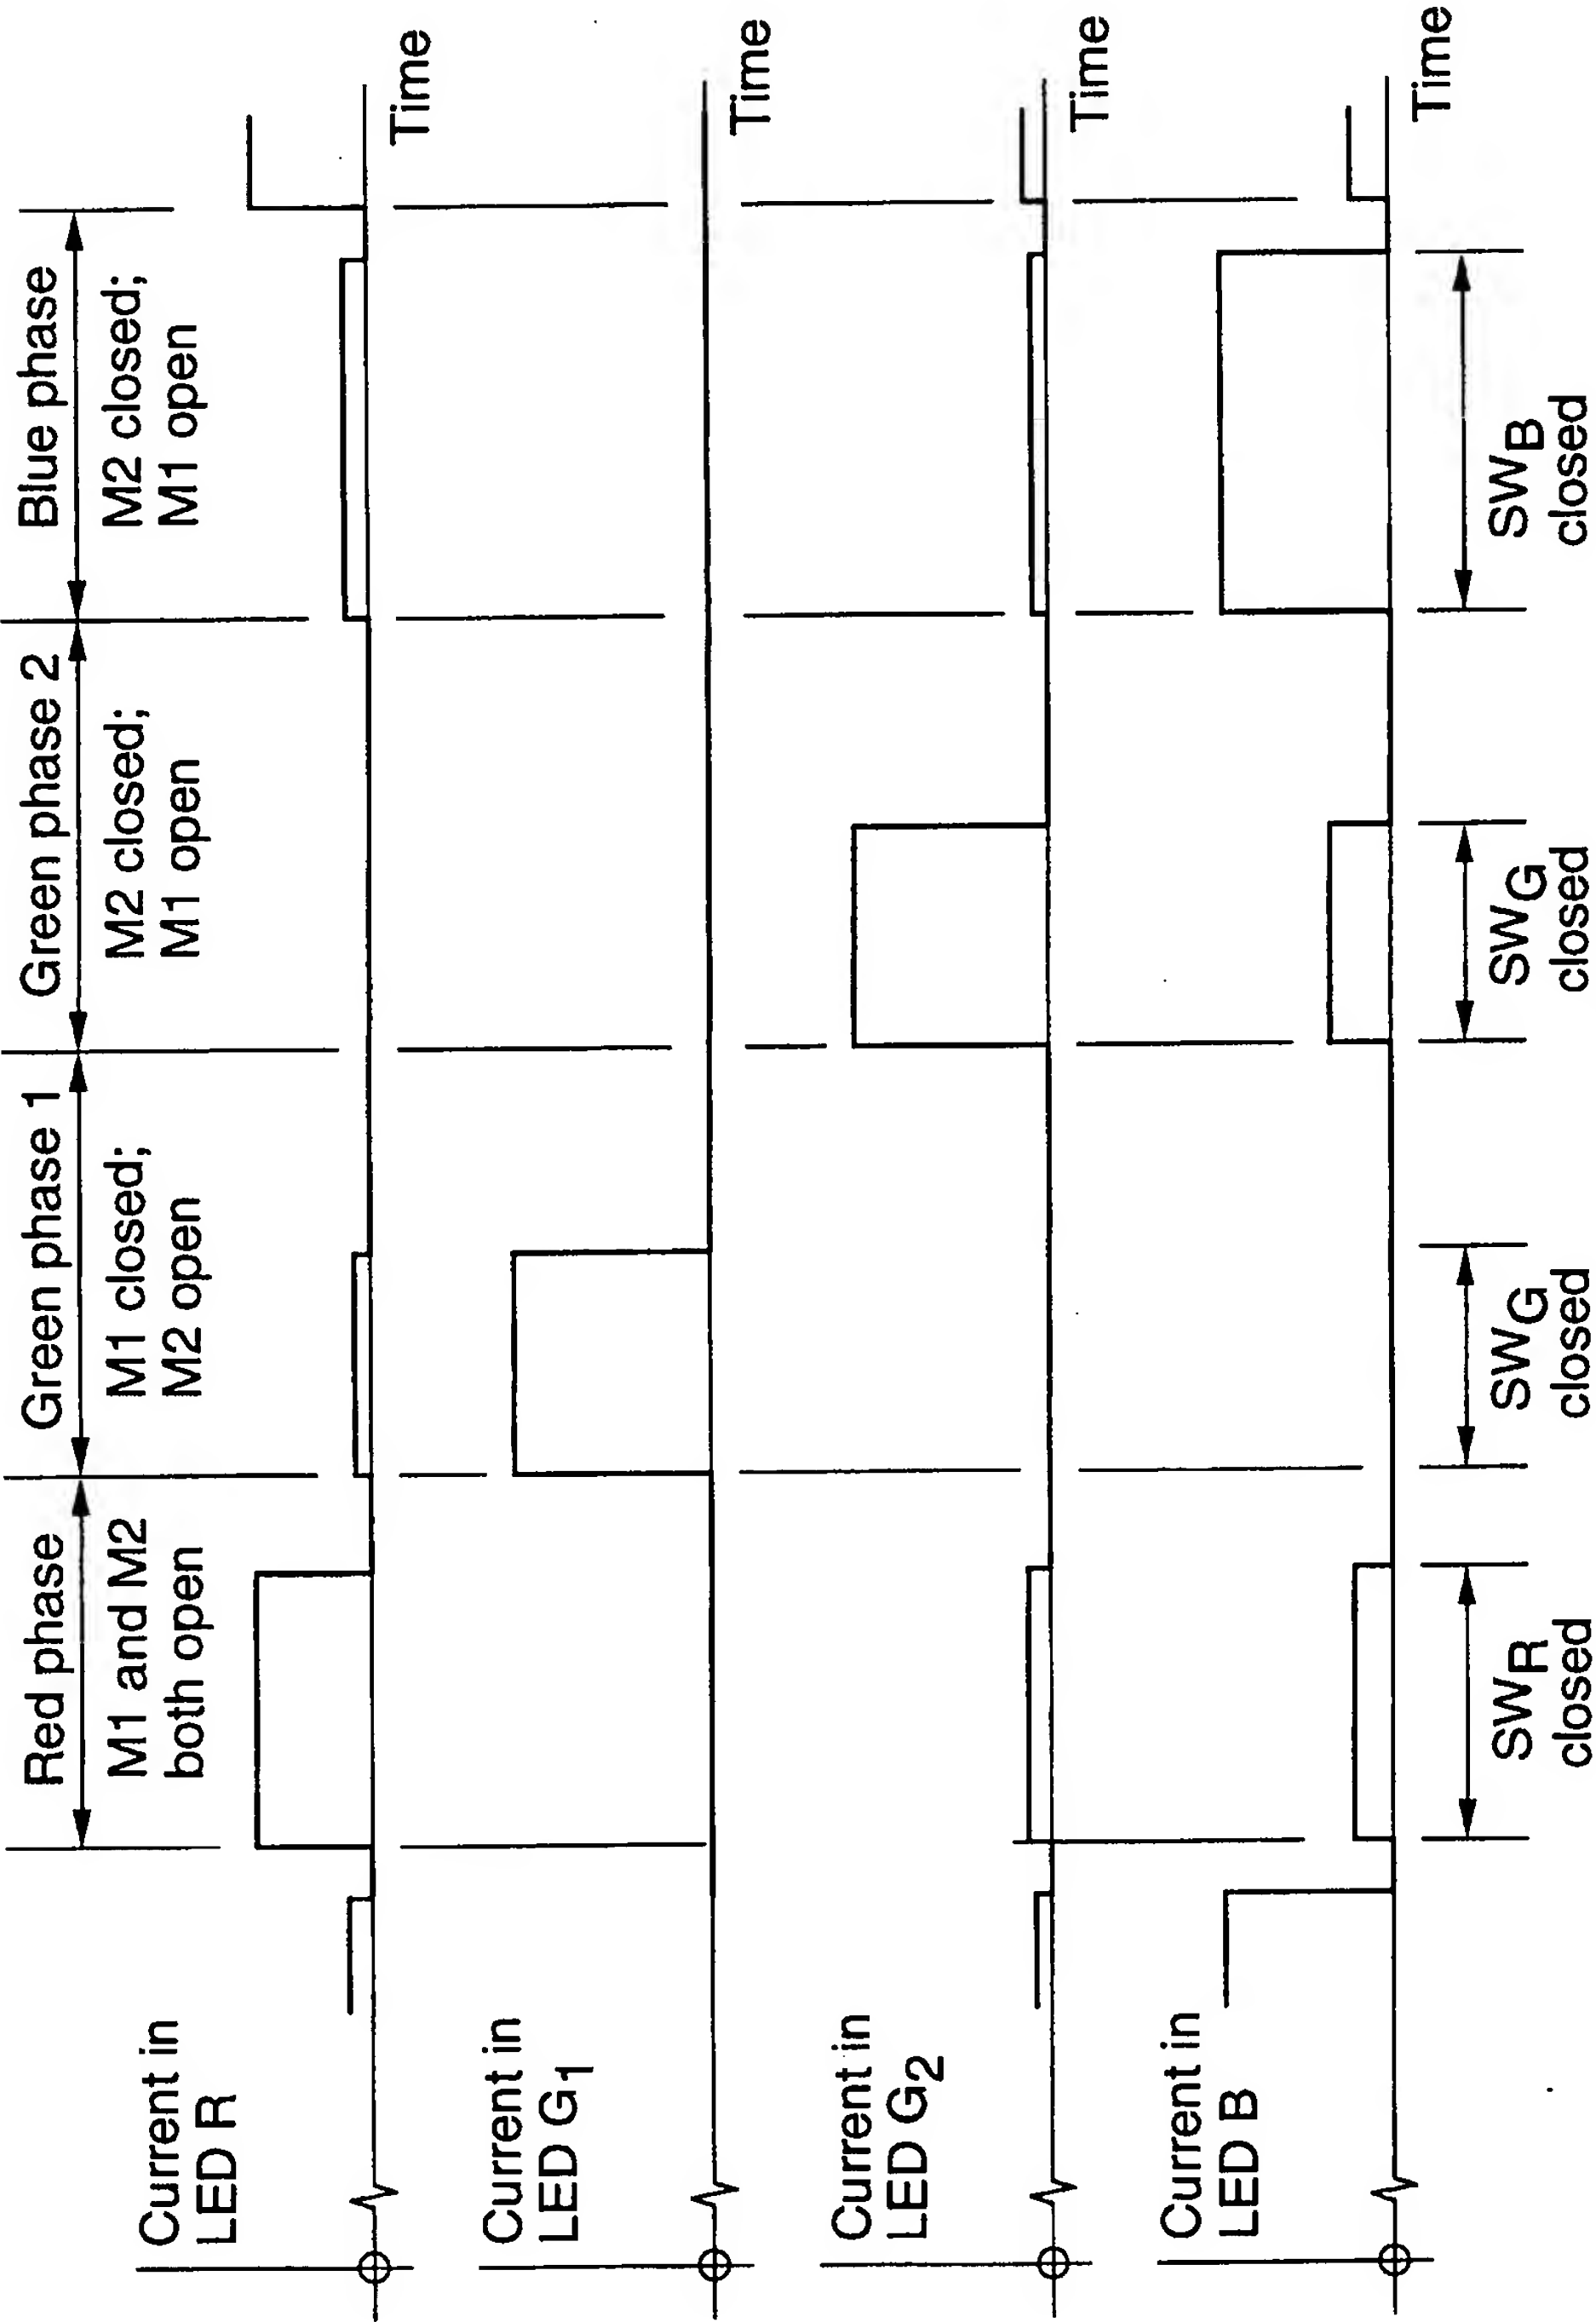 Red phase
M1 and M2
both open
Green phase 1
M1 closed;
M2 open
Green phase 2
M2 closed;
M1 open
Blue phase
M2 closed;
M1 open
Current in
LED R
Time
Current in
LED G1
Time
Current in
LED G2
Time
Current in
LED B
Time
SWR
closed
SWG
closed
SWG
closed
SWB
closed